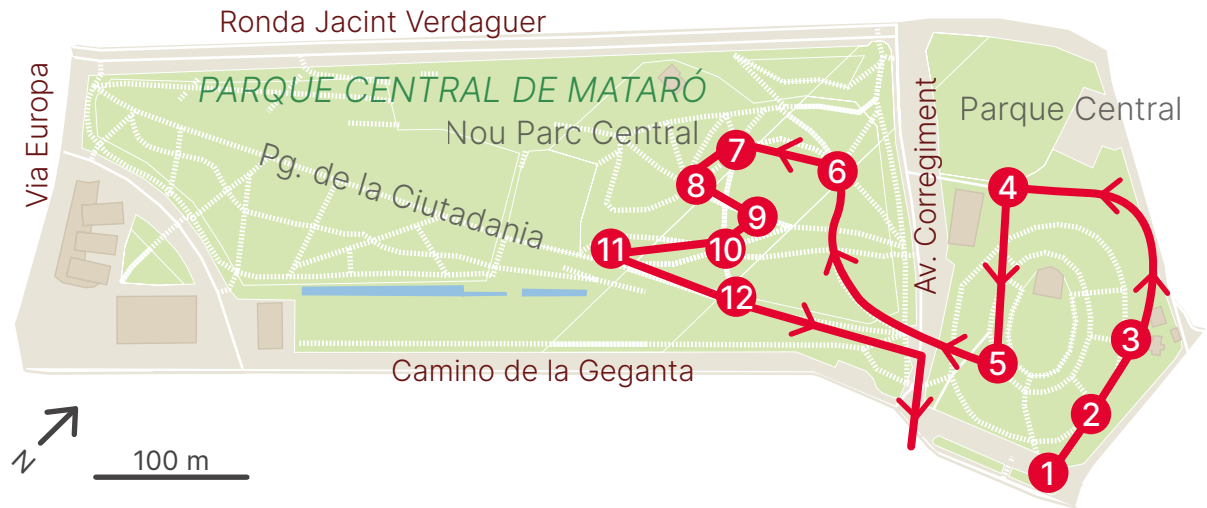 Ronda Jacint Verdaguer
Via Europa
PARQUE CENTRAL DE MATARÓ
Nou Parc Central
Pg. de la Ciutadania
Av. Corregiment
Parque Central
7
6
8
4
9
11
10
12
3
5
Camino de la Geganta
2
1
N
100 m